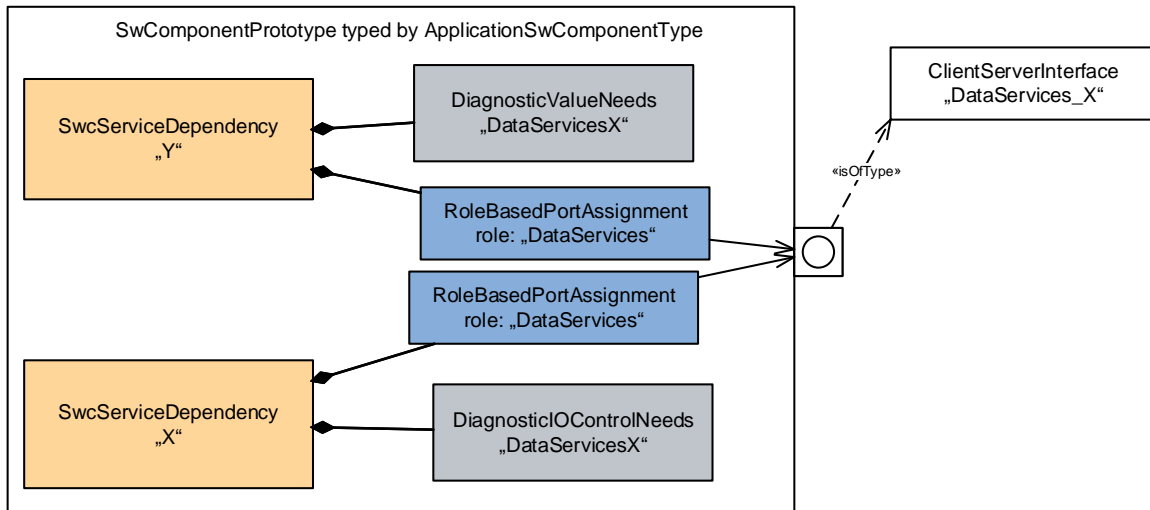 SwComponentPrototype typed by ApplicationSwComponentType
SwcServiceDependency
„Y“
DiagnosticValueNeeds
„DataServicesX“
ClientServerInterface
„DataServices_X“
«isOfType»
RoleBasedPortAssignment
role: „DataServices“
RoleBasedPortAssignment
role: „DataServices“
SwcServiceDependency
„X“
DiagnosticIOControlNeeds
„DataServicesX“